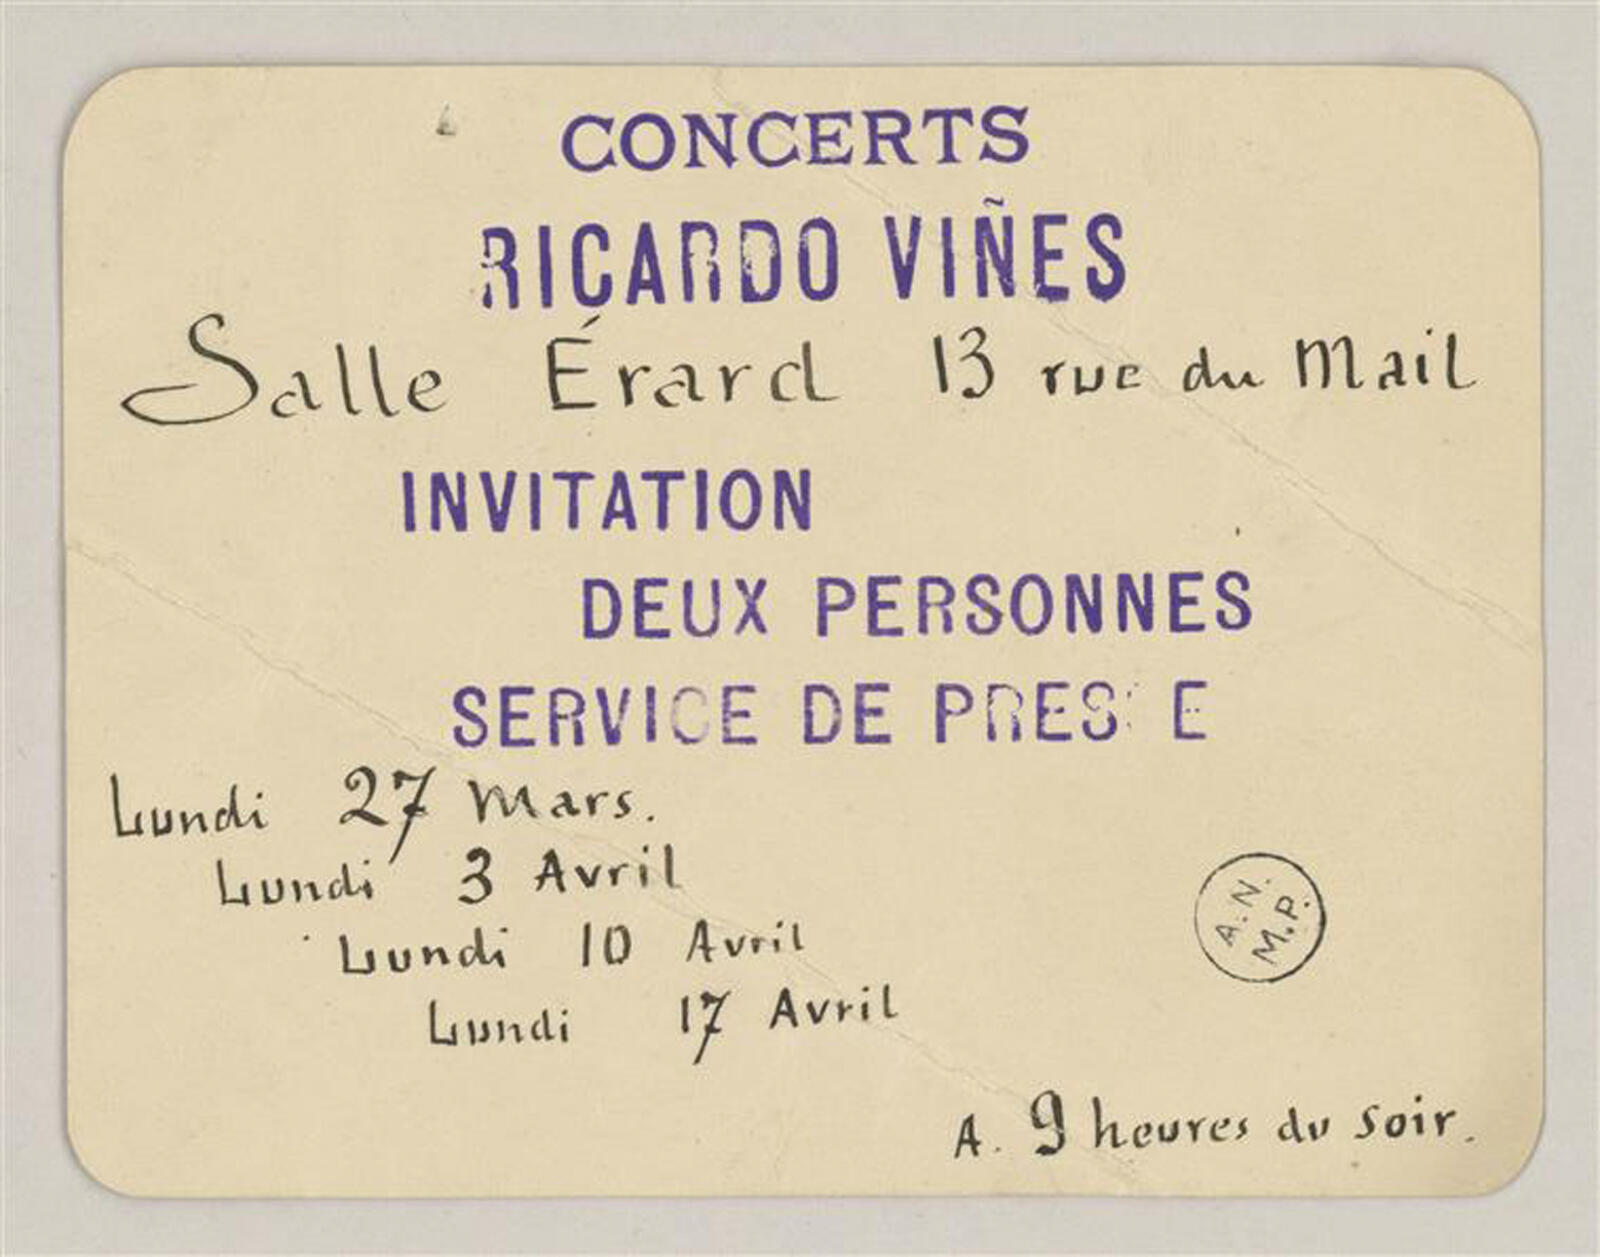 CONCERTS
RICARDO VIÑES
Salle Érard 13 rue du Mail
INVITATION
DEUX PERSONNES
SERVICE DE PRESSE
Lundi 27 Mars.
Lundi 3 Avril
Lundi 10 Avril
Lundi 17 Avril
A.N.
M.P.
A. 9 heures du soir.